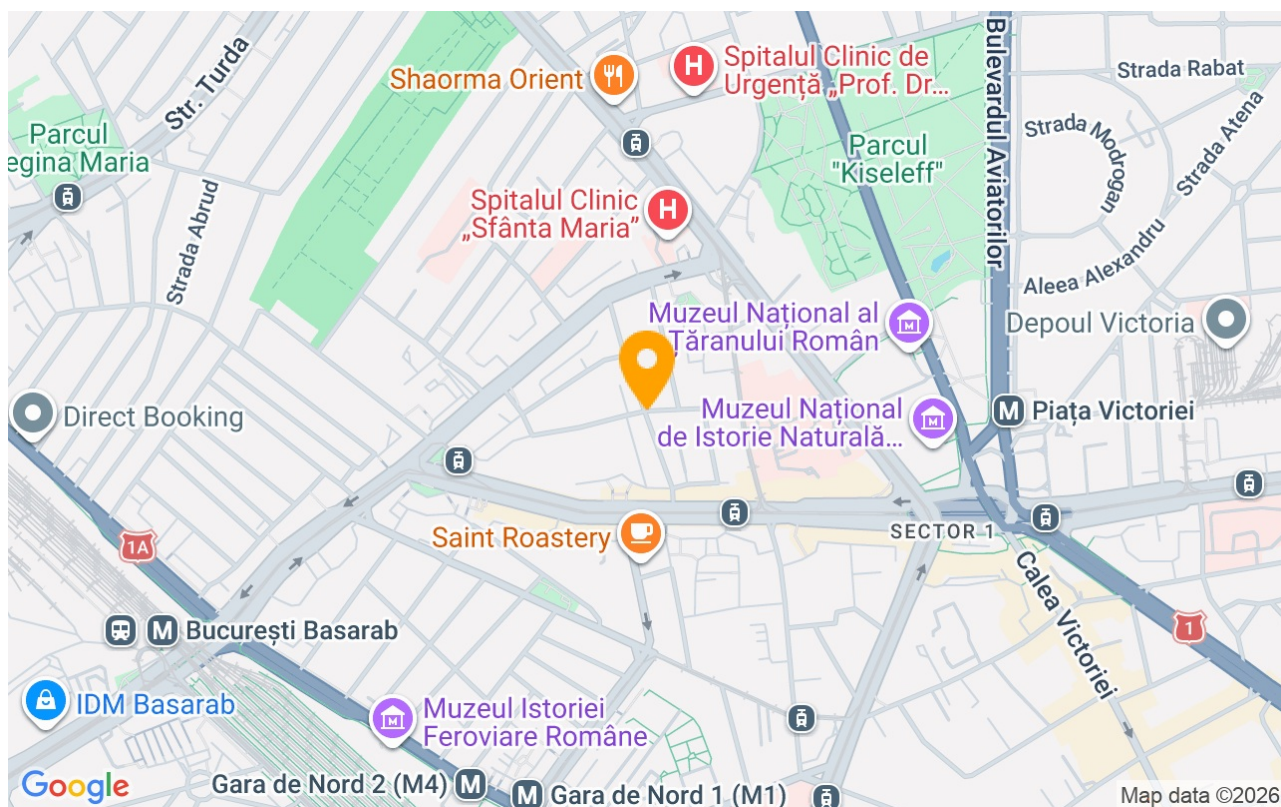 Str. Turda
Shaorma Orient
Spitalul Clinic de
Urgență „Prof. Dr...
Bulevardul Aviatorilor
Strada Rabat
Strada Modrogan
Strada Atena
Parcul
egina Maria
Parcul
"Kiseleff"
Strada Abrud
Spitalul Clinic
„Sfânta Maria”
Aleea Alexandru
Muzeul Național al
Țăranului Român
Depoul Victoria
Direct Booking
Muzeul Național
de Istorie Naturală...
Piața Victoriei
Saint Roastery
SECTOR 1
1A
București Basarab
Calea Victoriei
1
IDM Basarab
Muzeul Istoriei
Feroviare Române
Gara de Nord 2 (M4)
Gara de Nord 1 (M1)
Google
Map data ©2026